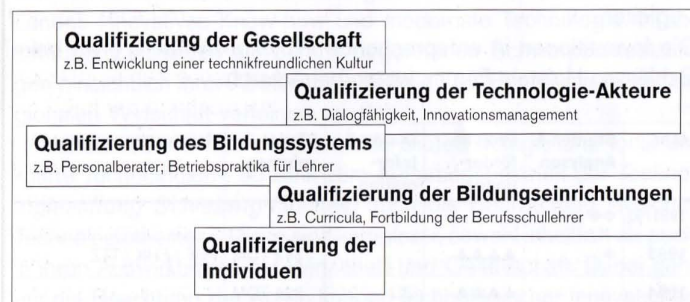 Qualifizierung der Gesellschaft
z.B. Entwicklung einer technikfreundlichen Kultur
Qualifizierung der Technologie-Akteure
z.B. Dialogfähigkeit, Innovationsmanagement
Qualifizierung des Bildungssystems
z.B. Personalberater; Betriebspraktika für Lehrer
Qualifizierung der Bildungseinrichtungen
z.B. Curricula, Fortbildung der Berufsschullehrer
Qualifizierung der
Individuen